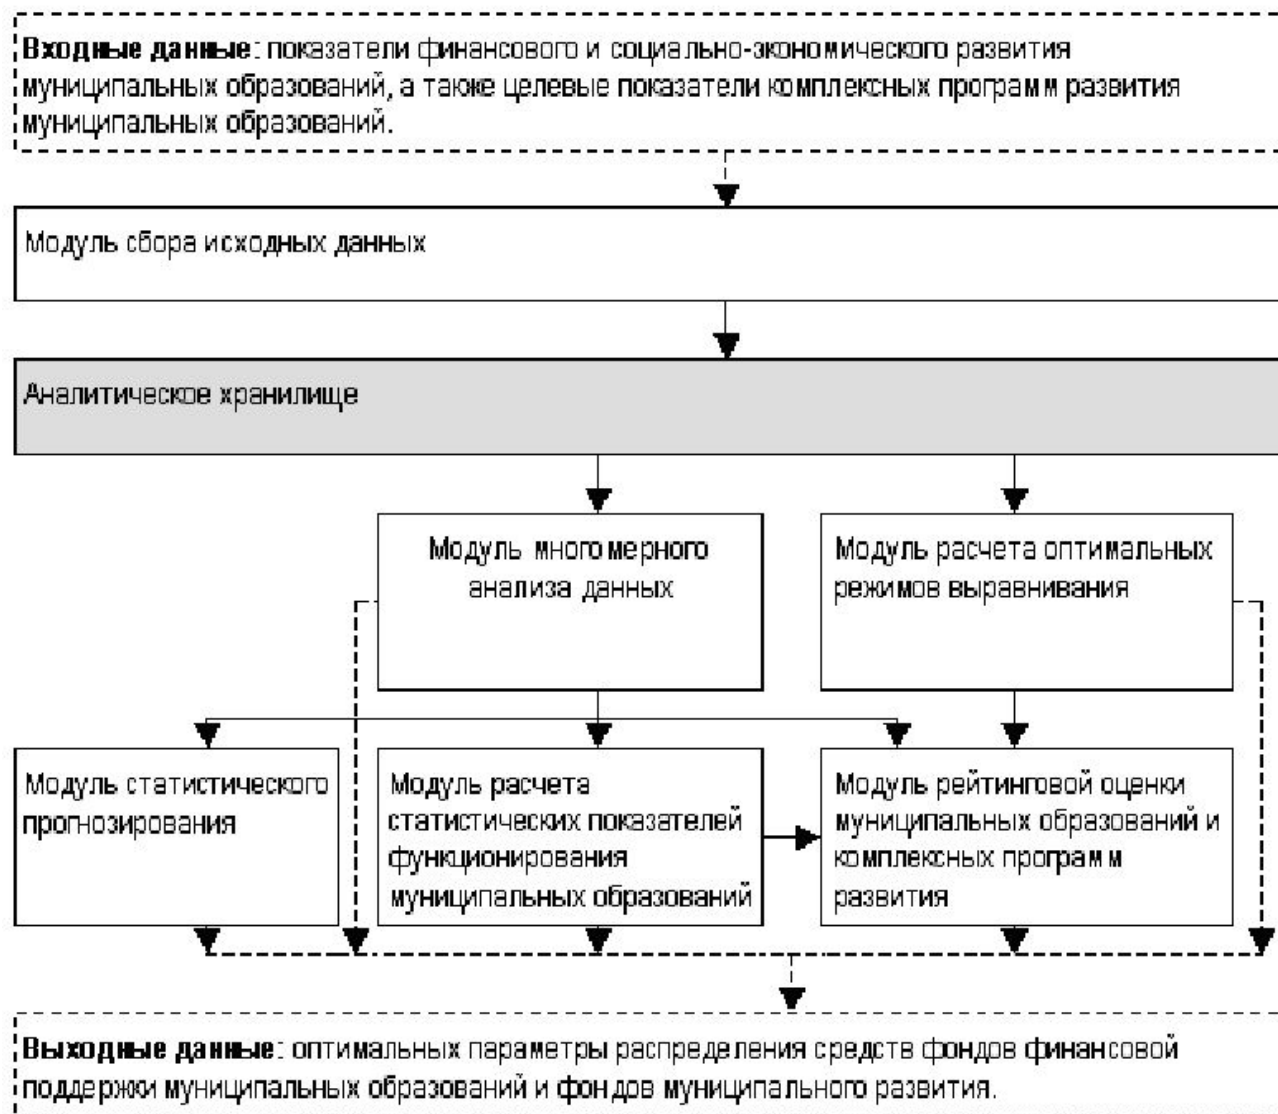 Входные данные: показатели финансового и социально-экономического развития
муниципальных образований, а также целевые показатели комплексных программ развития
муниципальных образований.
Модуль сбора исходных данных
Аналитическое хранилище
Модуль многомерного
анализа данных
Модуль расчета оптимальных
режимов выравнивания
Модуль статистического
прогнозирования
Модуль расчета
статистических показателей
функционирования
муниципальных образований
Модуль рейтинговой оценки
муниципальных образований и
комплексных программ
развития
Выходные данные: оптимальных параметры распределения средств фондов финансовой
поддержки муниципальных образований и фондов муниципального развития.